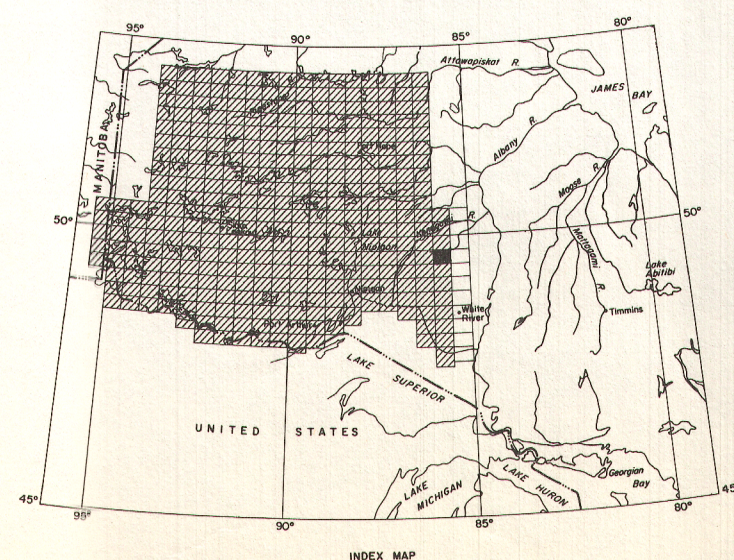 95°
90°
85°
80°
Attawapiskat R.
JAMES BAY
Albany R.
Fort Hope
MANITOBA
Moose R.
50°
50°
Lake
Nipigon
R.
Mattagami R.
Lake
Abitibi
Nipigon
White
River
Timmins
Port Arthur
LAKE SUPERIOR
UNITED STATES
Georgian
Bay
LAKE HURON
LAKE
MICHIGAN
45°
95°
90°
85°
80°
45
INDEX MAP